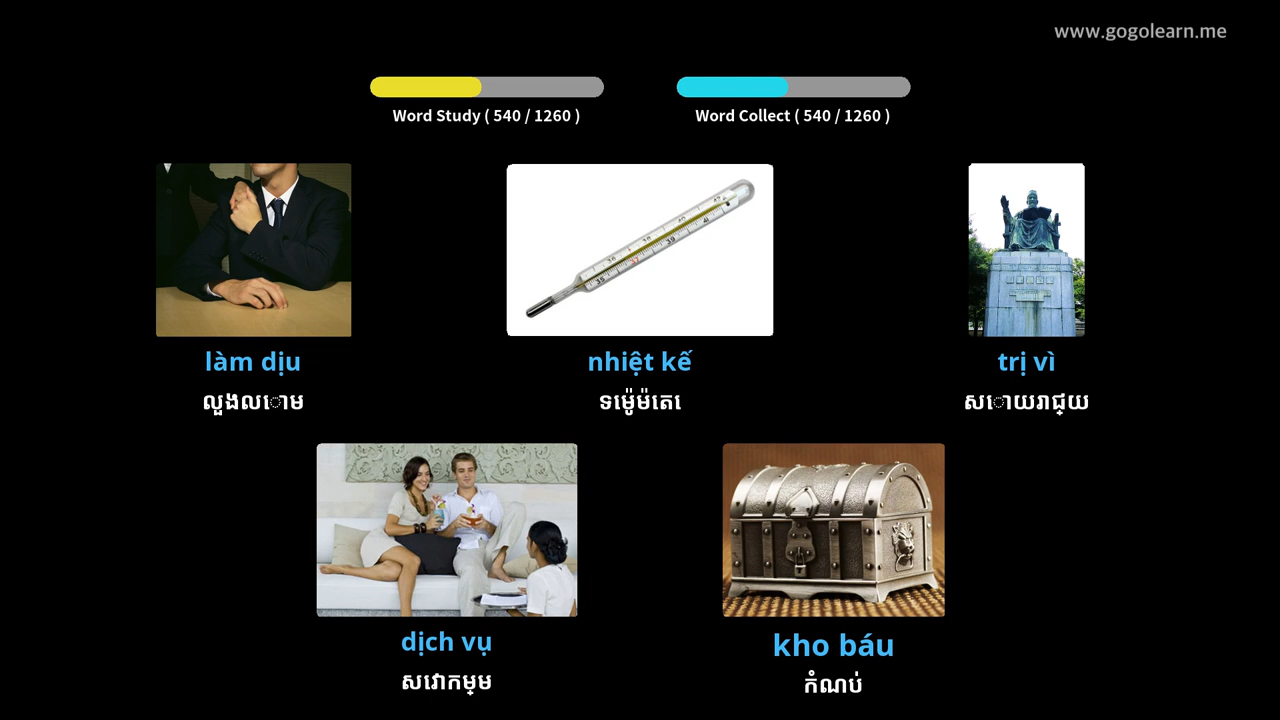 www.gogolearn.me
Word Study ( 540 / 1260 )
Word Collect ( 540 / 1260 )
làm dịu
លួងលោម
nhiệt kế
ទម៉ូម៉តេេ
trị vì
សោយរាជ្យ
dịch vụ
សវោកម្ម
kho báu
កំណប់